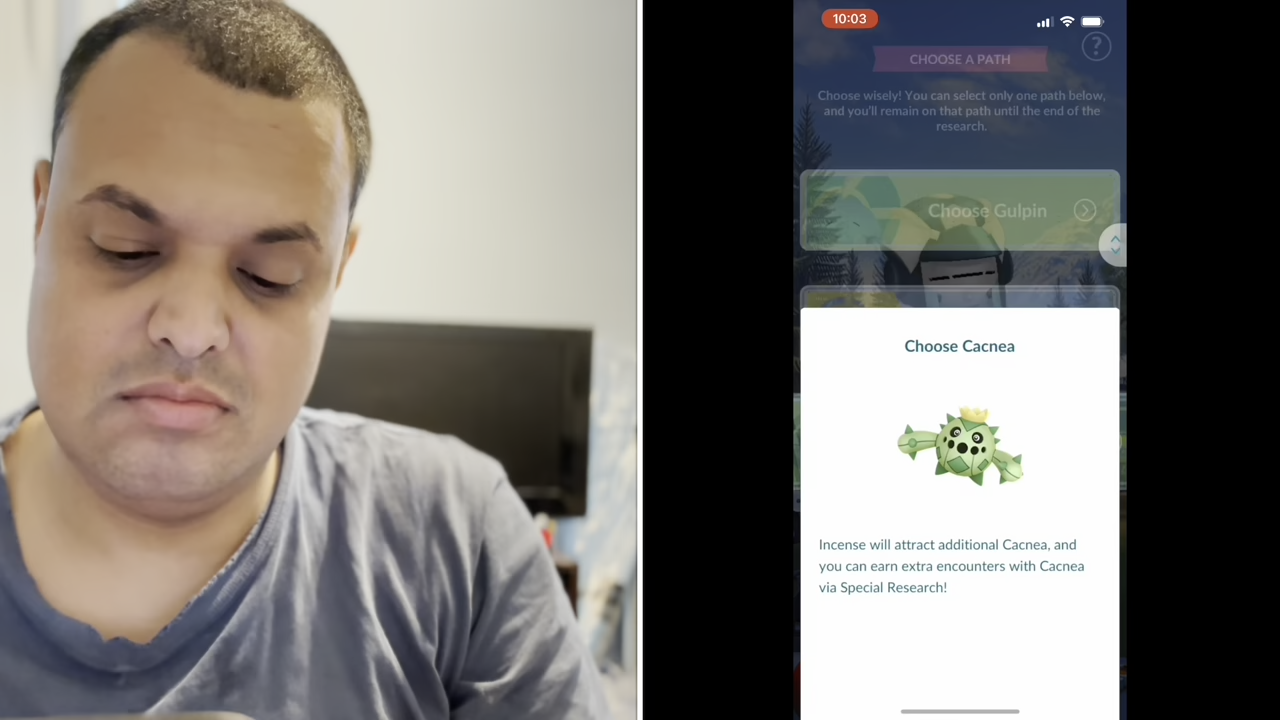 10:03
?
CHOOSE A PATH
Choose wisely! You can select only one path below,
and you'll remain on that path until the end of the
research.
Choose Gulpin
Choose Cacnea
Incense will attract additional Cacnea, and
you can earn extra encounters with Cacnea
via Special Research!